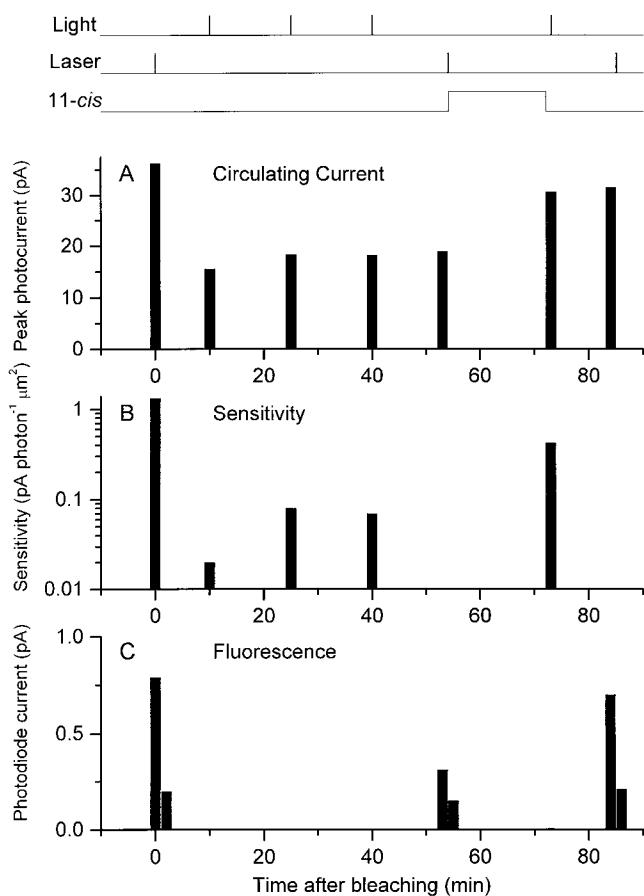 Light
Laser
11-cis
A Circulating Current
Peak photocurrent (pA)
30
20
10
0
0 20 40 60 80
B Sensitivity
Sensitivity (pA photon⁻¹ μm²)
1
0.1
0.01
0 20 40 60 80
C Fluorescence
Photodiode current (pA)
1.0
0.5
0.0
0 20 40 60 80
Time after bleaching (min)